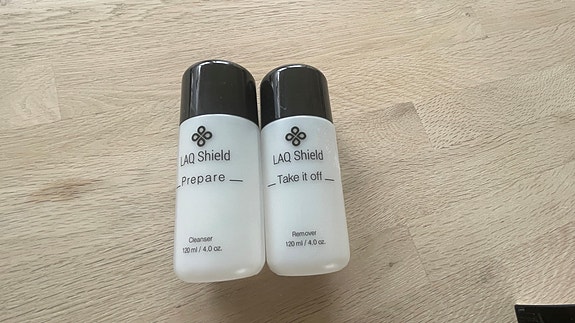 LAQ Shield
Prepare
Cleanser
120 ml / 4.0 oz.
LAQ Shield
Take it off
Remover
120 ml / 4.0 oz.